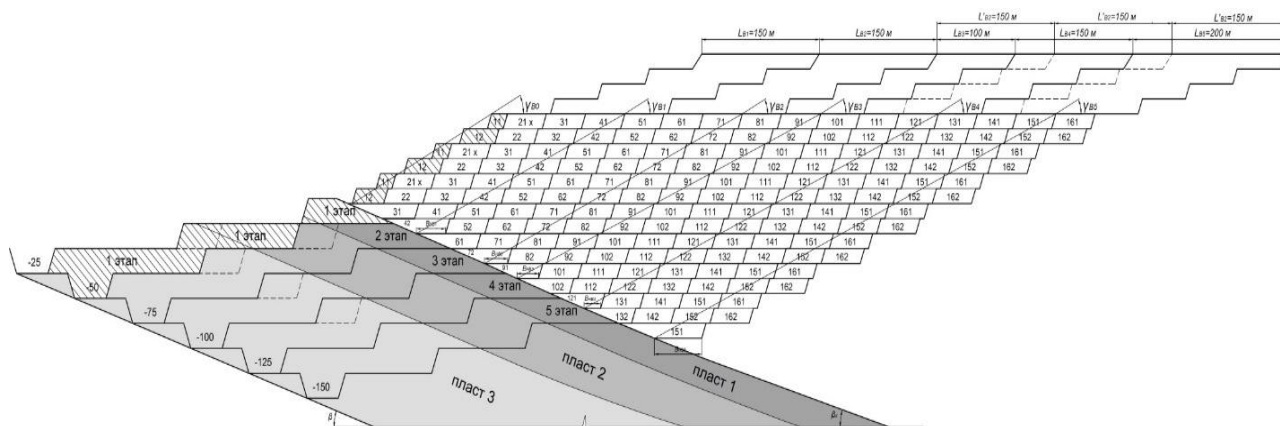 L'В2=150 м L'В2=150 м L'В2=150 м
LВ1=150 м LВ2=150 м LВ3=100 м LВ4=150 м LВ5=200 м
γВ0 γВ1 γВ2 γВ3 γВ4 γВ5
11 21 х 31 41 51 61 71 81 91 101 111 121 131 141 151 161
12 22 32 42 52 62 72 82 92 102 112 122 132 142 152 162
11 21 х 31 41 51 61 71 81 91 101 111 121 131 141 151 161
12 22 32 42 52 62 72 82 92 102 112 122 132 142 152 162
11 21 х 31 41 51 61 71 81 91 101 111 121 131 141 151 161
12 22 32 42 52 62 72 82 92 102 112 122 132 142 152 162
1 этап 31 41 51 61 71 81 91 101 111 121 131 141 151 161
42 52 62 72 82 92 102 112 122 132 142 152 162
1 этап 2 этап 61 71 81 91 101 111 121 131 141 151 161
72 82 92 102 112 122 132 142 152 162
-25 1 этап 3 этап 91 101 111 121 131 141 151 161
-50 4 этап 102 112 122 132 142 152 162
-75 5 этап 121 131 141 151 161
132 142 152 162
-100 151
-125 пласт 3 пласт 2 пласт 1
-150